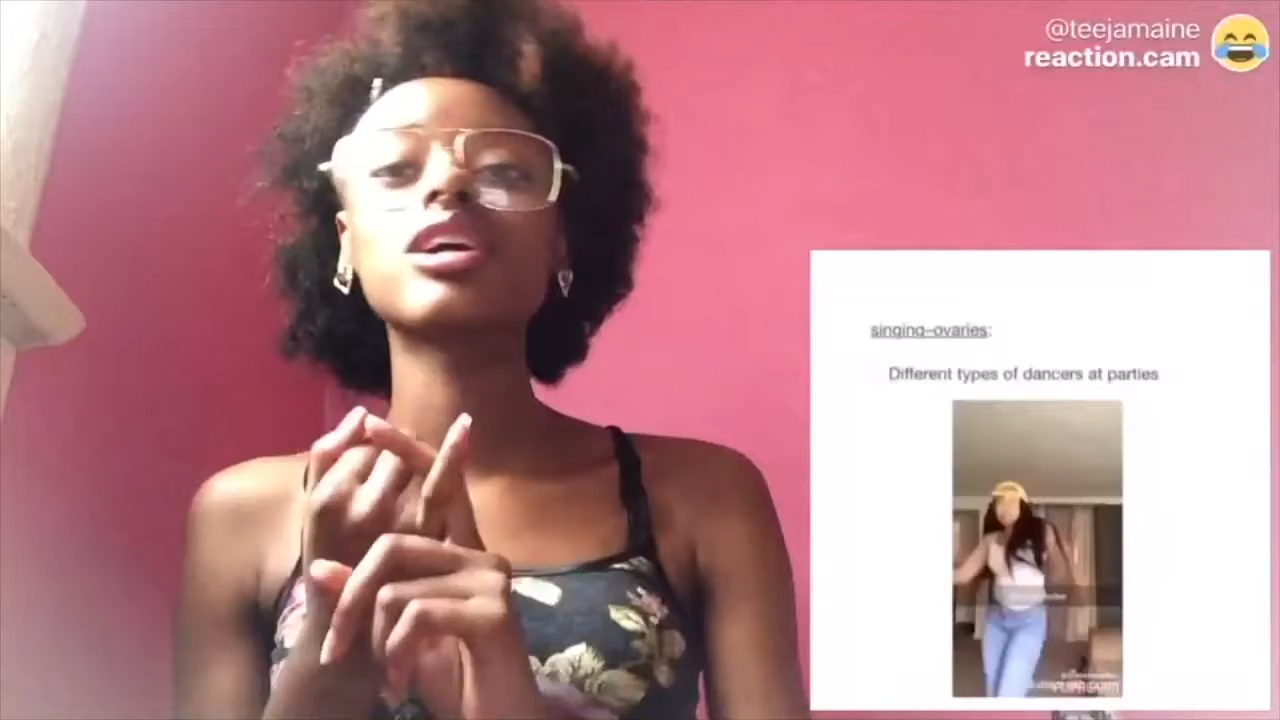 @teejamaine
reaction.cam
singing-ovaries:
Different types of dancers at parties